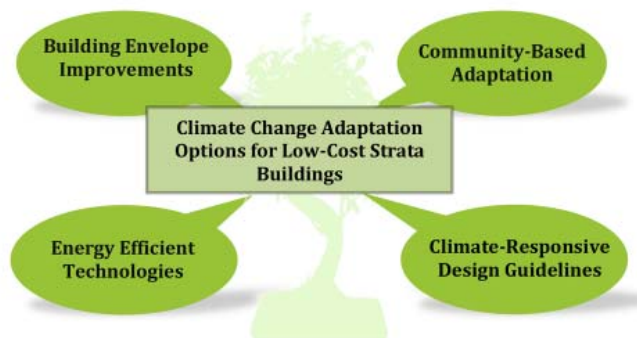 Building Envelope
Improvements
Community-Based
Adaptation
Climate Change Adaptation
Options for Low-Cost Strata
Buildings
Energy Efficient
Technologies
Climate-Responsive
Design Guidelines